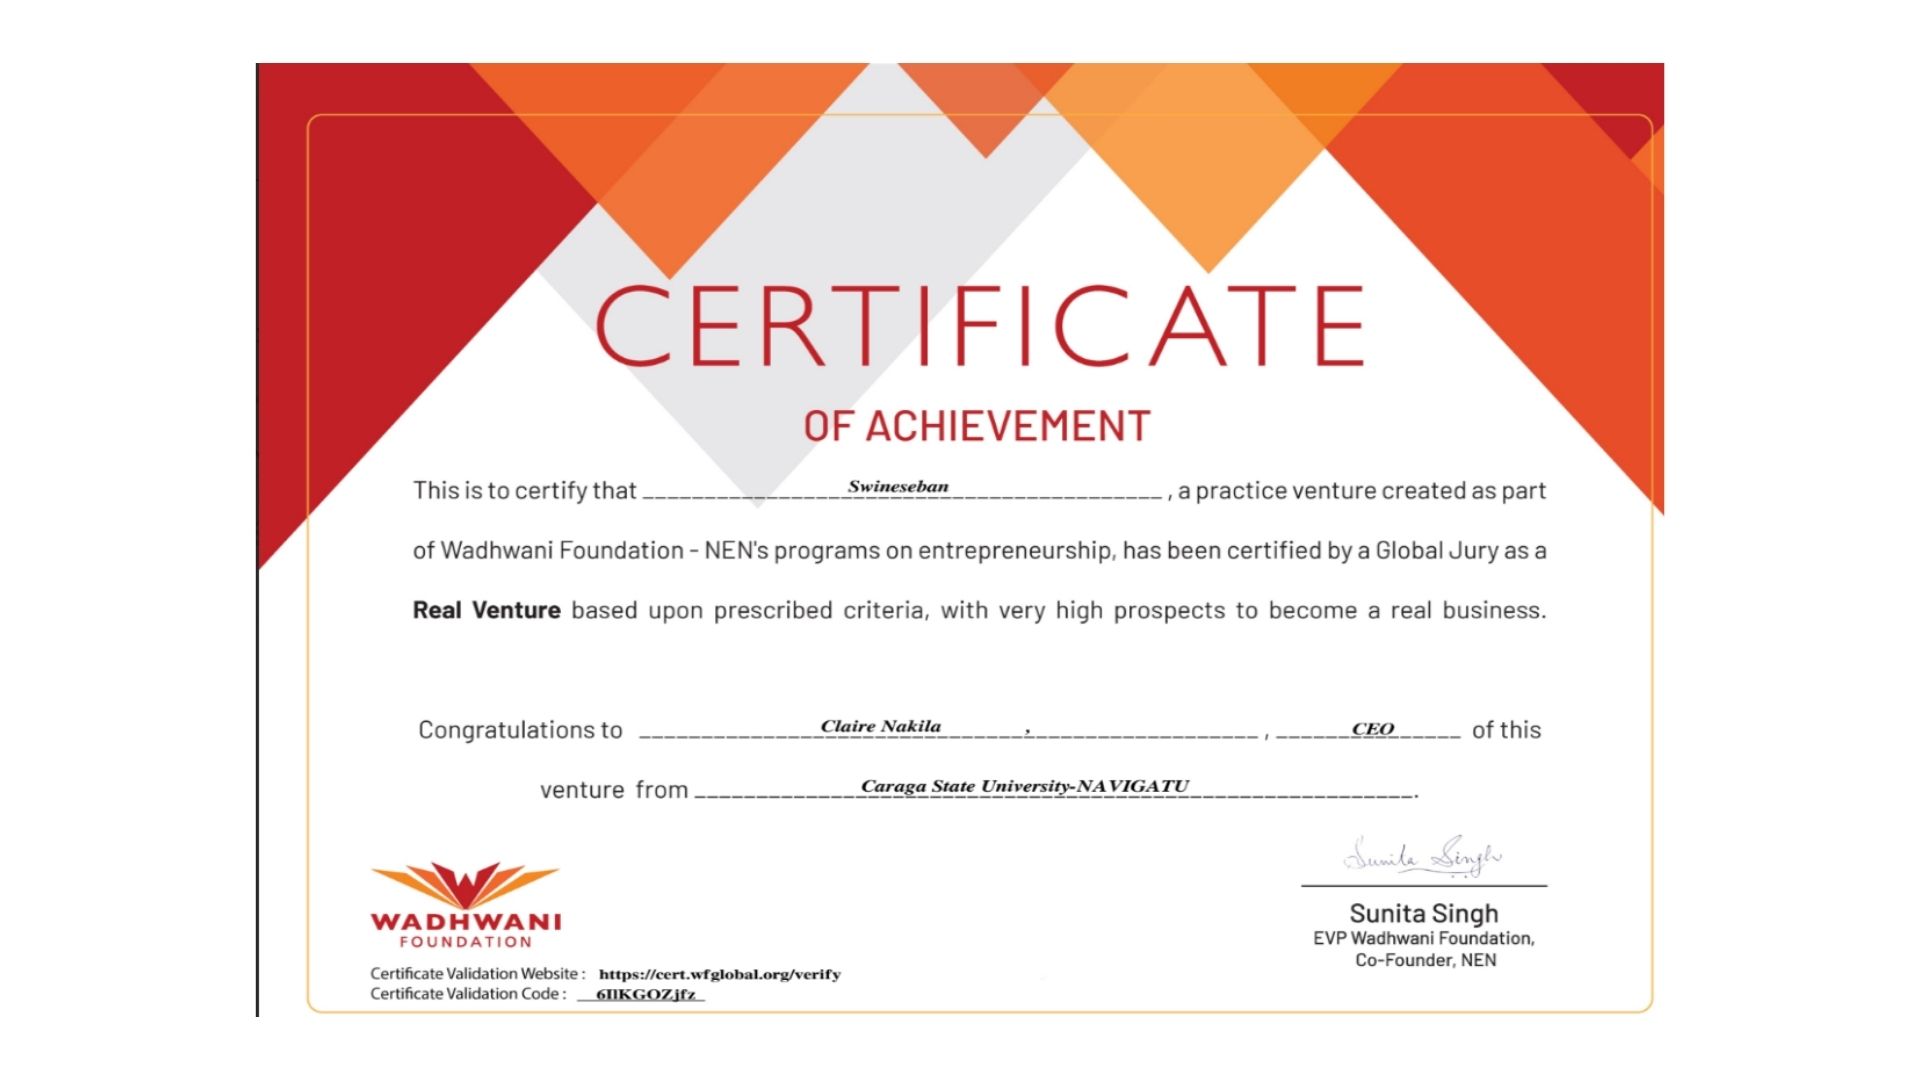 CERTIFICATE
OF ACHIEVEMENT
This is to certify that Swineseban, a practice venture created as part
of Wadhwani Foundation - NEN's programs on entrepreneurship, has been certified by a Global Jury as a
Real Venture based upon prescribed criteria, with very high prospects to become a real business.
Congratulations to Claire Nakila, , CEO of this
venture from Caraga State University-NAVIGATU.
Sunita Singh
WADHWANI
FOUNDATION
Sunita Singh
EVP Wadhwani Foundation,
Co-Founder, NEN
Certificate Validation Website : https://cert.wfglobal.org/verify
Certificate Validation Code :